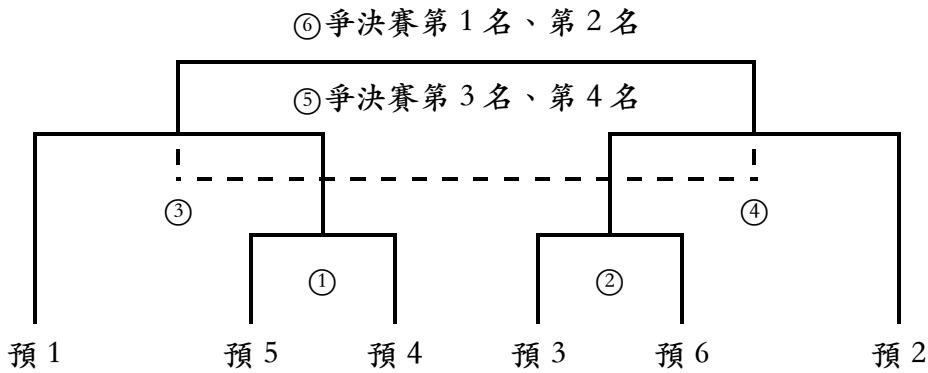 ⑥爭決賽第 1 名、第 2 名
⑤爭決賽第 3 名、第 4 名
③ ④
① ②
預 1 預 5 預 4 預 3 預 6 預 2